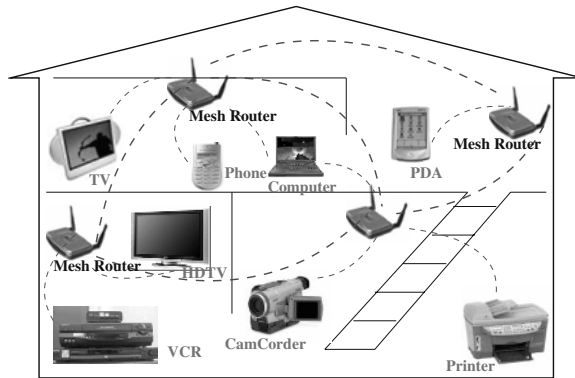 Mesh Router
Mesh Router
TV
Phone
Computer
PDA
Mesh Router
HDTV
VCR
CamCorder
Printer